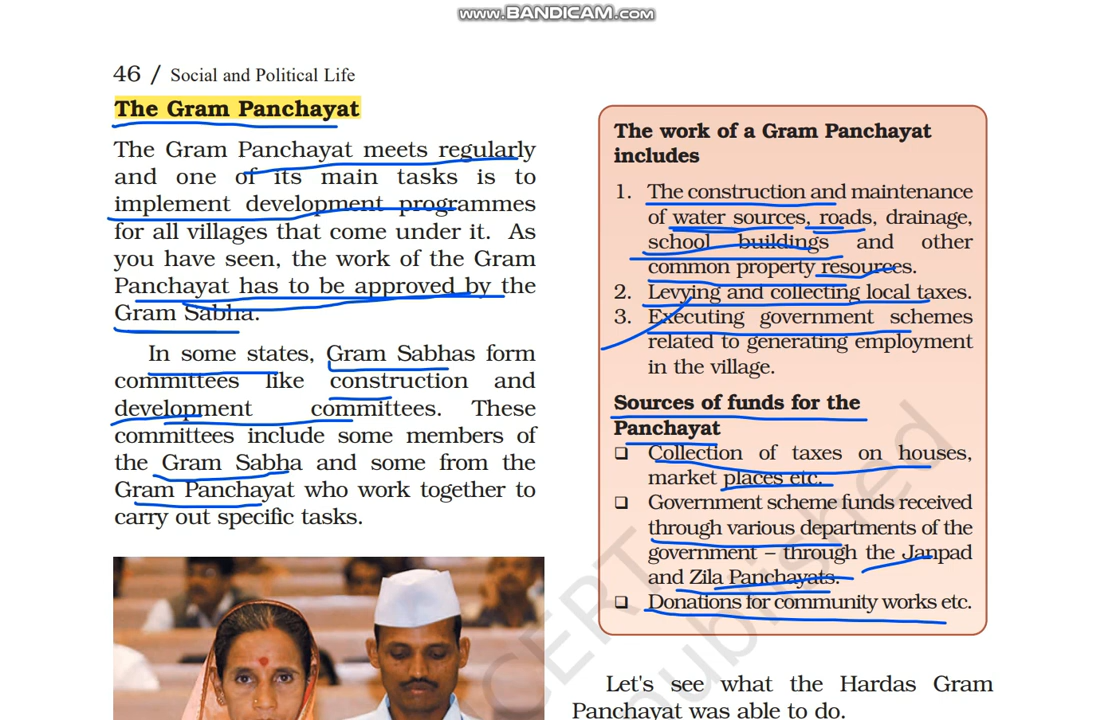 www.BANDICAM.com
46 / Social and Political Life
The Gram Panchayat
The Gram Panchayat meets regularly
and one of its main tasks is to
implement development programmes
for all villages that come under it. As
you have seen, the work of the Gram
Panchayat has to be approved by the
Gram Sabha.
In some states, Gram Sabhas form
committees like construction and
development committees. These
committees include some members of
the Gram Sabha and some from the
Gram Panchayat who work together to
carry out specific tasks.
The work of a Gram Panchayat
includes
1. The construction and maintenance
of water sources, roads, drainage,
school buildings and other
common property resources.
2. Levying and collecting local taxes.
3. Executing government schemes
related to generating employment
in the village.
Sources of funds for the
Panchayat
❑ Collection of taxes on houses,
market places etc.
❑ Government scheme funds received
through various departments of the
government – through the Janpad
and Zila Panchayats.
❑ Donations for community works etc.
Let's see what the Hardas Gram
Panchayat was able to do.
CERT
published